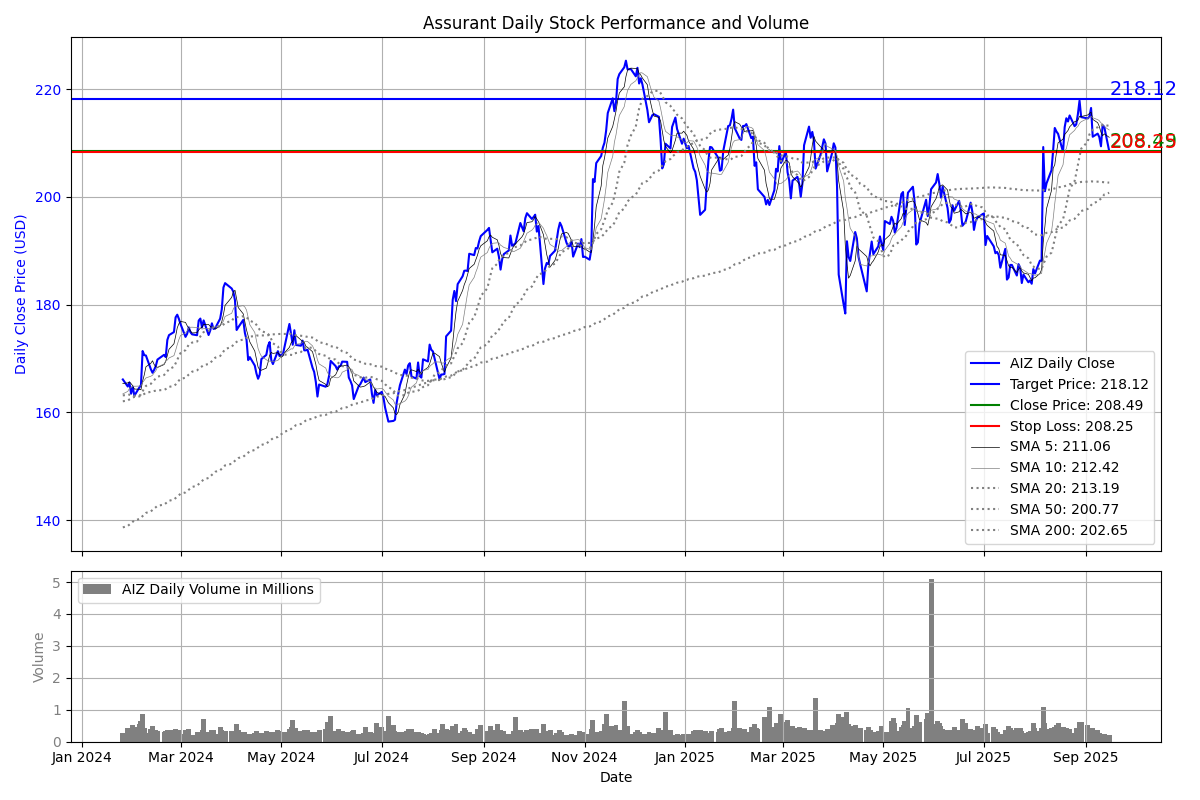 Assurant Daily Stock Performance and Volume
Daily Close Price (USD)
220
200
180
160
140
218.12
208.49
208.25
AIZ Daily Close
Target Price: 218.12
Close Price: 208.49
Stop Loss: 208.25
SMA 5: 211.06
SMA 10: 212.42
SMA 20: 213.19
SMA 50: 200.77
SMA 200: 202.65
Volume
5
4
3
2
1
0
AIZ Daily Volume in Millions
Jan 2024 Mar 2024 May 2024 Jul 2024 Sep 2024 Nov 2024 Jan 2025 Mar 2025 May 2025 Jul 2025 Sep 2025
Date